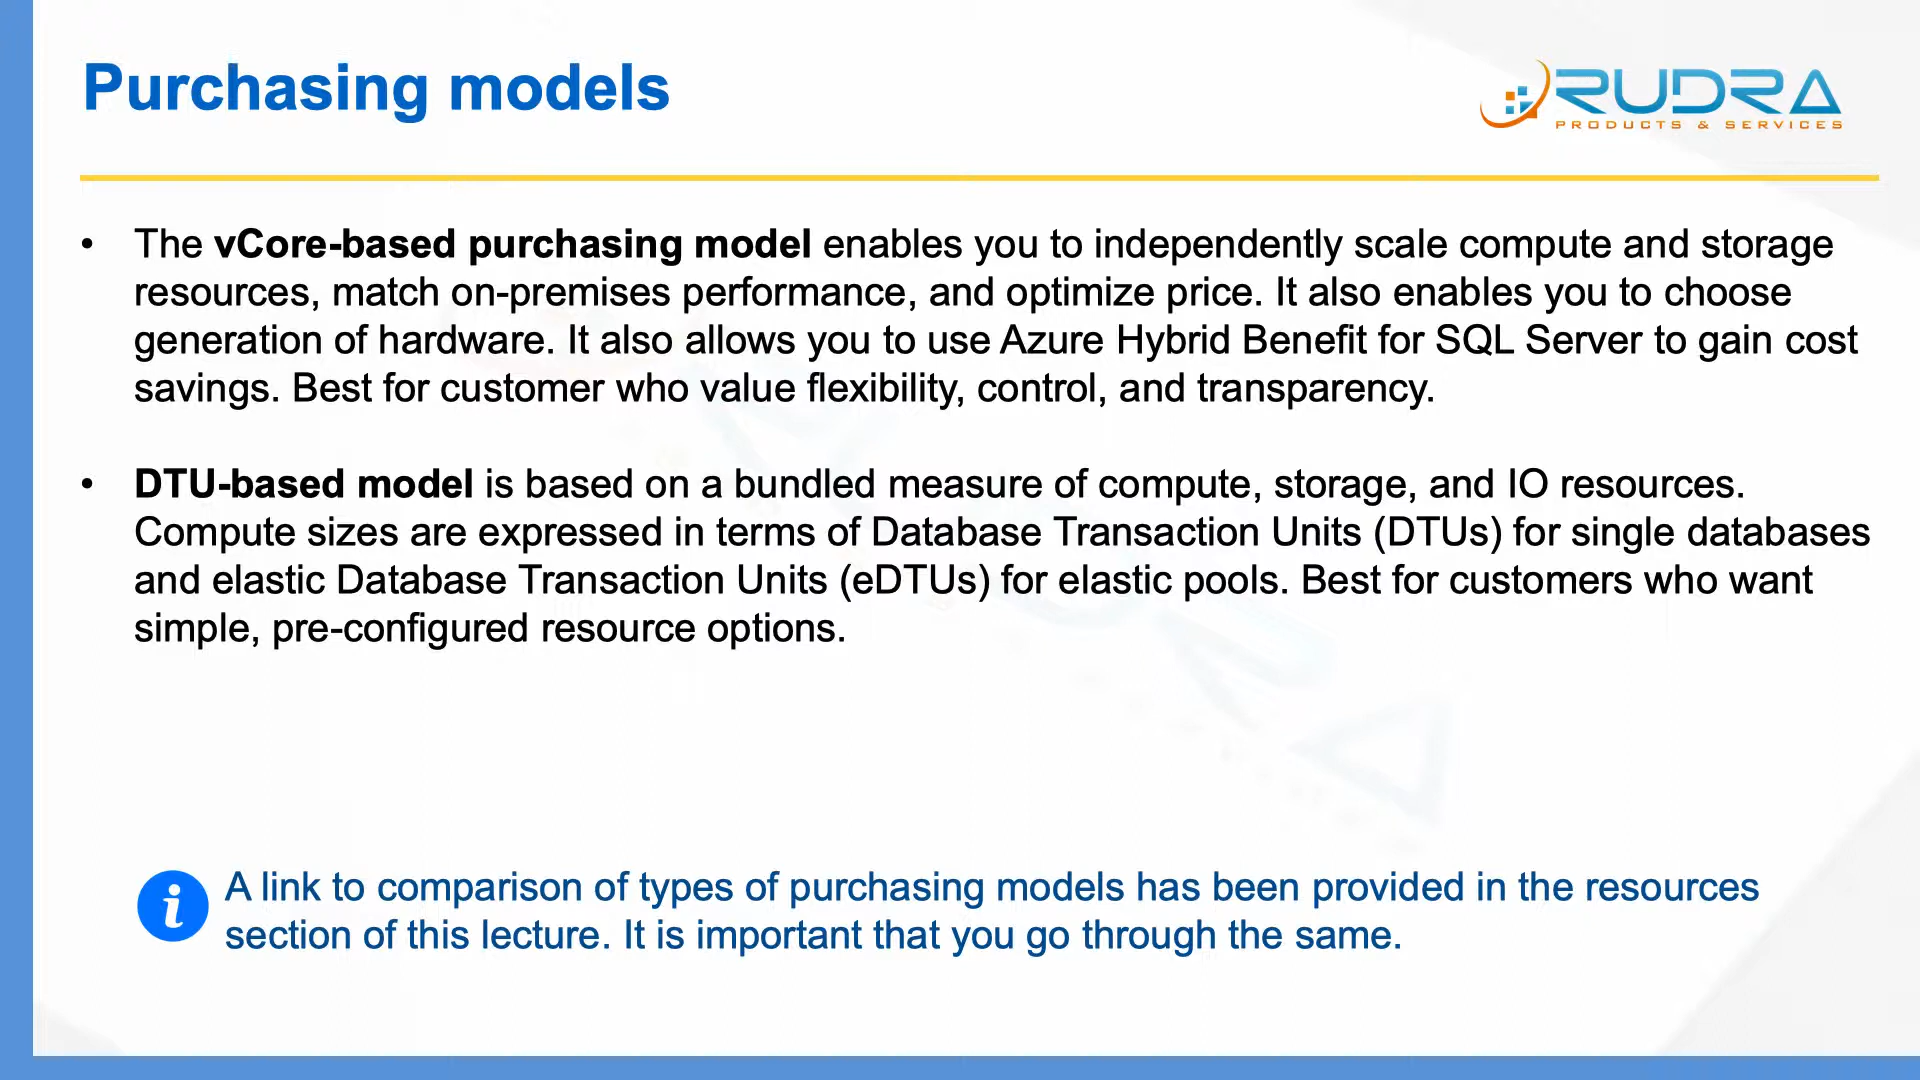 Purchasing models
RUDRA
PRODUCTS & SERVICES
• The vCore-based purchasing model enables you to independently scale compute and storage
resources, match on-premises performance, and optimize price. It also enables you to choose
generation of hardware. It also allows you to use Azure Hybrid Benefit for SQL Server to gain cost
savings. Best for customer who value flexibility, control, and transparency.
• DTU-based model is based on a bundled measure of compute, storage, and IO resources.
Compute sizes are expressed in terms of Database Transaction Units (DTUs) for single databases
and elastic Database Transaction Units (eDTUs) for elastic pools. Best for customers who want
simple, pre-configured resource options.
i
A link to comparison of types of purchasing models has been provided in the resources
section of this lecture. It is important that you go through the same.